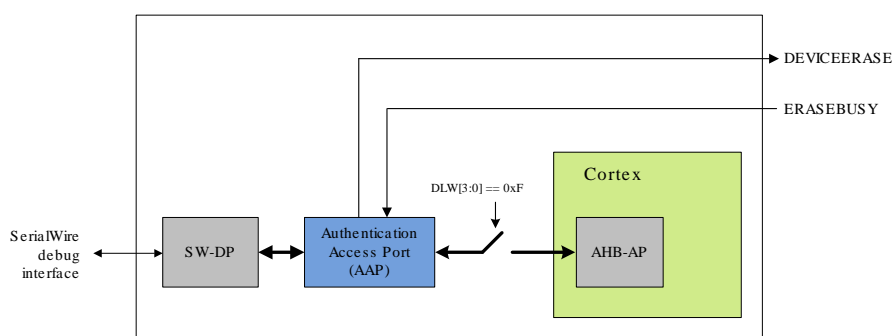 DEVICEERASE
ERASEBUSY
Cortex
DLW[3:0] == 0xF
SerialWire
debug
interface
SW-DP
Authentication
Access Port
(AAP)
AHB-AP